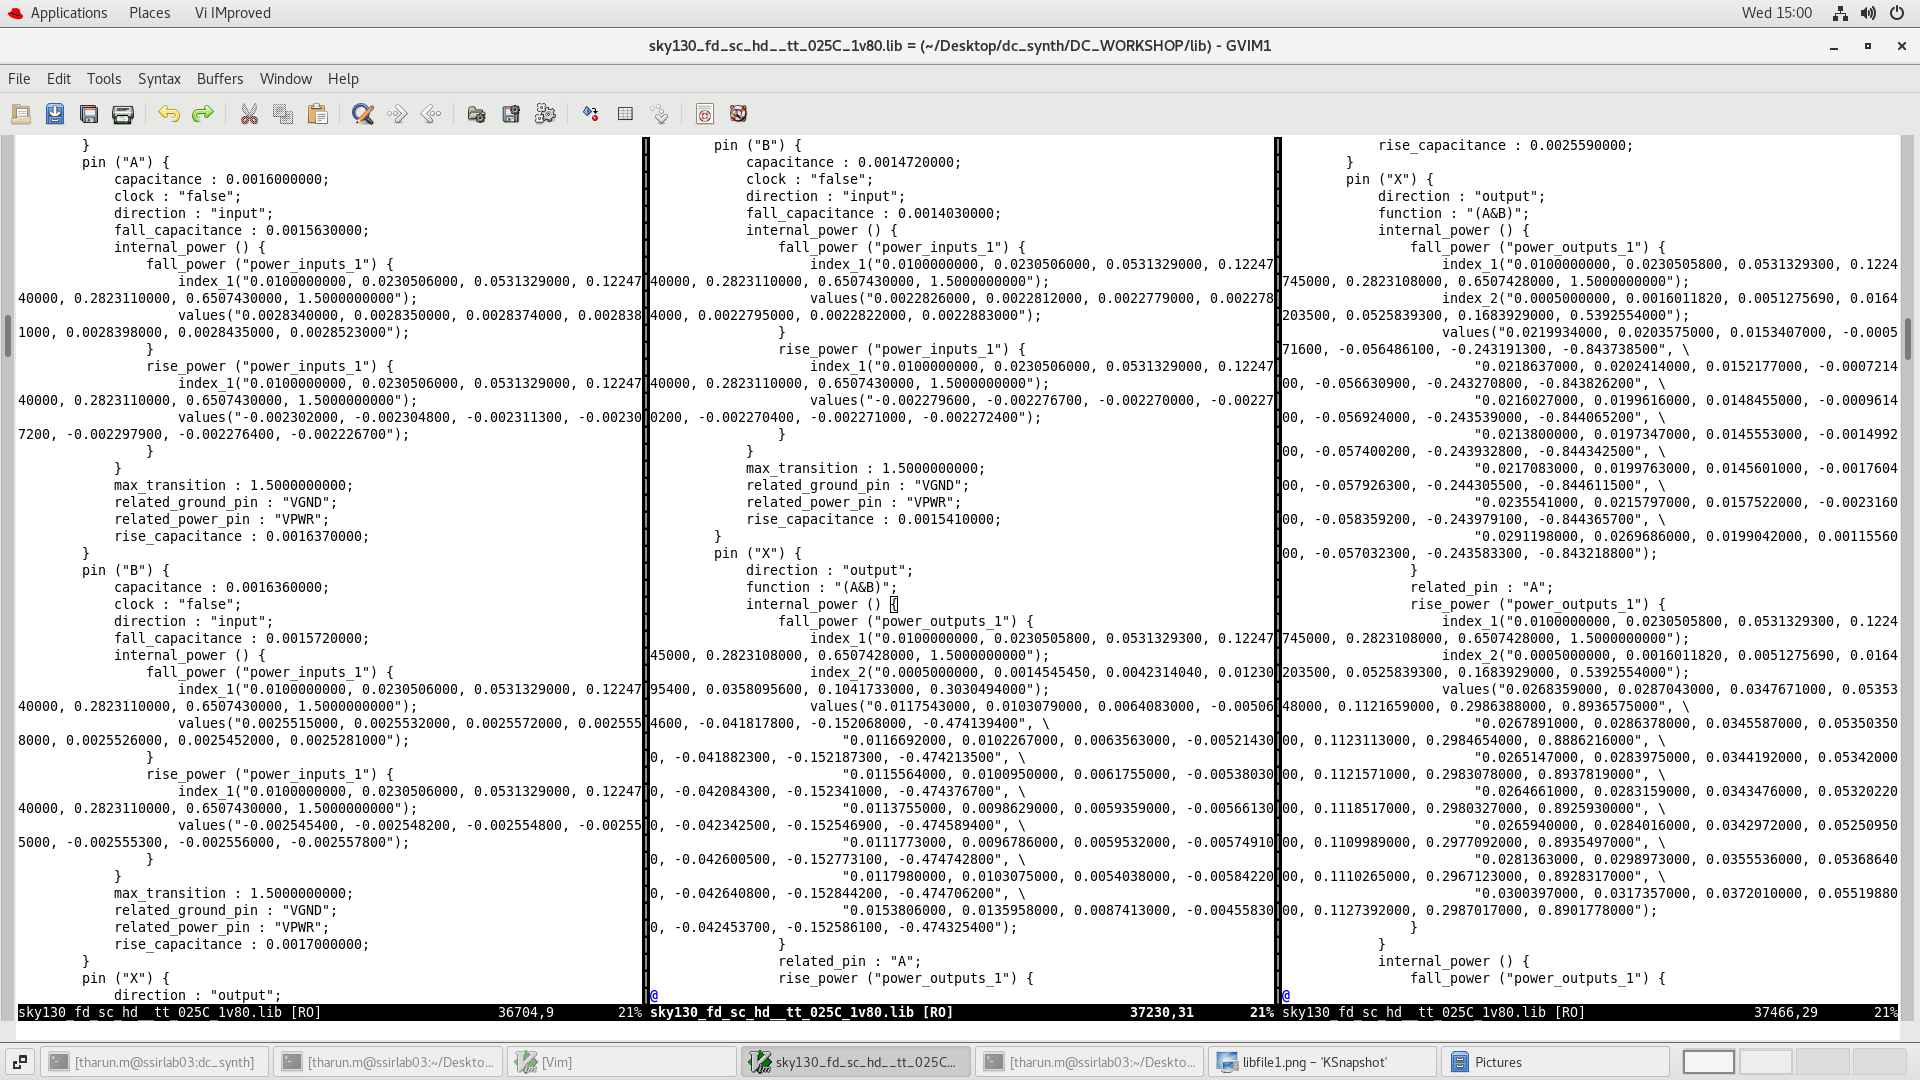 Applications Places Vi IMproved Wed 15:00
sky130_fd_sc_hd__tt_025C_1v80.lib = (~/Desktop/dc_synth/DC_WORKSHOP/lib) - GVIM1
File Edit Tools Syntax Buffers Window Help
}
pin ("A") {
capacitance : 0.0016000000;
clock : "false";
direction : "input";
fall_capacitance : 0.0015630000;
internal_power () {
fall_power ("power_inputs_1") {
index_1("0.0100000000, 0.0230506000, 0.0531329000, 0.12247
40000, 0.2823110000, 0.6507430000, 1.5000000000");
values("0.0028340000, 0.0028350000, 0.0028374000, 0.002838
1000, 0.0028398000, 0.0028435000, 0.0028523000");
}
rise_power ("power_inputs_1") {
index_1("0.0100000000, 0.0230506000, 0.0531329000, 0.12247
40000, 0.2823110000, 0.6507430000, 1.5000000000");
values("-0.002302000, -0.002304800, -0.002311300, -0.00230
7200, -0.002297900, -0.002276400, -0.002226700");
}
}
max_transition : 1.5000000000;
related_ground_pin : "VGND";
related_power_pin : "VPWR";
rise_capacitance : 0.0016370000;
}
pin ("B") {
capacitance : 0.0016360000;
clock : "false";
direction : "input";
fall_capacitance : 0.0015720000;
internal_power () {
fall_power ("power_inputs_1") {
index_1("0.0100000000, 0.0230506000, 0.0531329000, 0.12247
40000, 0.2823110000, 0.6507430000, 1.5000000000");
values("0.0025515000, 0.0025532000, 0.0025572000, 0.002555
8000, 0.0025526000, 0.0025452000, 0.0025281000");
}
rise_power ("power_inputs_1") {
index_1("0.0100000000, 0.0230506000, 0.0531329000, 0.12247
40000, 0.2823110000, 0.6507430000, 1.5000000000");
values("-0.002545400, -0.002548200, -0.002554800, -0.00255
5000, -0.002555300, -0.002556000, -0.002557800");
}
}
max_transition : 1.5000000000;
related_ground_pin : "VGND";
related_power_pin : "VPWR";
rise_capacitance : 0.0017000000;
}
pin ("X") {
direction : "output";
sky130_fd_sc_hd__tt_025C_1v80.lib [RO] 36704,9 21%
pin ("B") {
capacitance : 0.0014720000;
clock : "false";
direction : "input";
fall_capacitance : 0.0014030000;
internal_power () {
fall_power ("power_inputs_1") {
index_1("0.0100000000, 0.0230506000, 0.0531329000, 0.12247
40000, 0.2823110000, 0.6507430000, 1.5000000000");
values("0.0022826000, 0.0022812000, 0.0022779000, 0.002278
4000, 0.0022795000, 0.0022822000, 0.0022883000");
}
rise_power ("power_inputs_1") {
index_1("0.0100000000, 0.0230506000, 0.0531329000, 0.12247
40000, 0.2823110000, 0.6507430000, 1.5000000000");
values("-0.002279600, -0.002276700, -0.002270000, -0.00227
0200, -0.002270400, -0.002271000, -0.002272400");
}
}
max_transition : 1.5000000000;
related_ground_pin : "VGND";
related_power_pin : "VPWR";
rise_capacitance : 0.0015410000;
}
pin ("X") {
direction : "output";
function : "(A&B)";
internal_power () {
fall_power ("power_outputs_1") {
index_1("0.0100000000, 0.0230505800, 0.0531329300, 0.12247
45000, 0.2823108000, 0.6507428000, 1.5000000000");
index_2("0.0005000000, 0.0014545450, 0.0042314040, 0.01230
95400, 0.0358095600, 0.1041733000, 0.3030494000");
values("0.0117543000, 0.0103079000, 0.0064083000, -0.00506
4600, -0.041817800, -0.152068000, -0.474139400", \
"0.0116692000, 0.0102267000, 0.0063563000, -0.00521430
0, -0.041882300, -0.152187300, -0.474213500", \
"0.0115564000, 0.0100950000, 0.0061755000, -0.00538030
0, -0.042084300, -0.152341000, -0.474376700", \
"0.0113755000, 0.0098629000, 0.0059359000, -0.00566130
0, -0.042342500, -0.152546900, -0.474589400", \
"0.0111773000, 0.0096786000, 0.0059532000, -0.00574910
0, -0.042600500, -0.152773100, -0.474742800", \
"0.0117980000, 0.0103075000, 0.0054038000, -0.00584220
0, -0.042640800, -0.152844200, -0.474706200", \
"0.0153806000, 0.0135958000, 0.0087413000, -0.00455830
0, -0.042453700, -0.152586100, -0.474325400");
}
related_pin : "A";
rise_power ("power_outputs_1") {
@
sky130_fd_sc_hd__tt_025C_1v80.lib [RO] 37230,31 21%
rise_capacitance : 0.0025590000;
}
pin ("X") {
direction : "output";
function : "(A&B)";
internal_power () {
fall_power ("power_outputs_1") {
index_1("0.0100000000, 0.0230505800, 0.0531329300, 0.1224
745000, 0.2823108000, 0.6507428000, 1.5000000000");
index_2("0.0005000000, 0.0016011820, 0.0051275690, 0.0164
203500, 0.0525839300, 0.1683929000, 0.5392554000");
values("0.0219934000, 0.0203575000, 0.0153407000, -0.0005
71600, -0.056486100, -0.243191300, -0.843738500", \
"0.0218637000, 0.0202414000, 0.0152177000, -0.0007214
00, -0.056630900, -0.243270800, -0.843826200", \
"0.0216027000, 0.0199616000, 0.0148455000, -0.0009614
00, -0.056924000, -0.243539000, -0.844065200", \
"0.0213800000, 0.0197347000, 0.0145553000, -0.0014992
00, -0.057400200, -0.243932800, -0.844342500", \
"0.0217083000, 0.0199763000, 0.0145601000, -0.0017604
00, -0.057926300, -0.244305500, -0.844611500", \
"0.0235541000, 0.0215797000, 0.0157522000, -0.0023160
00, -0.058359200, -0.243979100, -0.844365700", \
"0.0291198000, 0.0269686000, 0.0199042000, 0.00115560
00, -0.057032300, -0.243583300, -0.843218800");
}
related_pin : "A";
rise_power ("power_outputs_1") {
index_1("0.0100000000, 0.0230505800, 0.0531329300, 0.1224
745000, 0.2823108000, 0.6507428000, 1.5000000000");
index_2("0.0005000000, 0.0016011820, 0.0051275690, 0.0164
203500, 0.0525839300, 0.1683929000, 0.5392554000");
values("0.0268359000, 0.0287043000, 0.0347671000, 0.05353
48000, 0.1121659000, 0.2986388000, 0.8936575000", \
"0.0267891000, 0.0286378000, 0.0345587000, 0.05350350
00, 0.1123113000, 0.2984654000, 0.8886216000", \
"0.0265147000, 0.0283975000, 0.0344192000, 0.05342000
00, 0.1121571000, 0.2983078000, 0.8937819000", \
"0.0264661000, 0.0283159000, 0.0343476000, 0.05320220
00, 0.1118517000, 0.2980327000, 0.8925930000", \
"0.0265940000, 0.0284016000, 0.0342972000, 0.05250950
00, 0.1109989000, 0.2977092000, 0.8935497000", \
"0.0281363000, 0.0298973000, 0.0355536000, 0.05368640
00, 0.1110265000, 0.2967123000, 0.8928317000", \
"0.0300397000, 0.0317357000, 0.0372010000, 0.05519880
00, 0.1127392000, 0.2987017000, 0.8901778000");
}
}
internal_power () {
fall_power ("power_outputs_1") {
@
sky130_fd_sc_hd__tt_025C_1v80.lib [RO] 37466,29 21%
[tharun.m@ssirlab03:dc_synth] [tharun.m@ssirlab03:~/Deskto... [Vim] sky130_fd_sc_hd__tt_025C... [tharun.m@ssirlab03:~/Deskto... libfile1.png – 'KSnapshot' Pictures